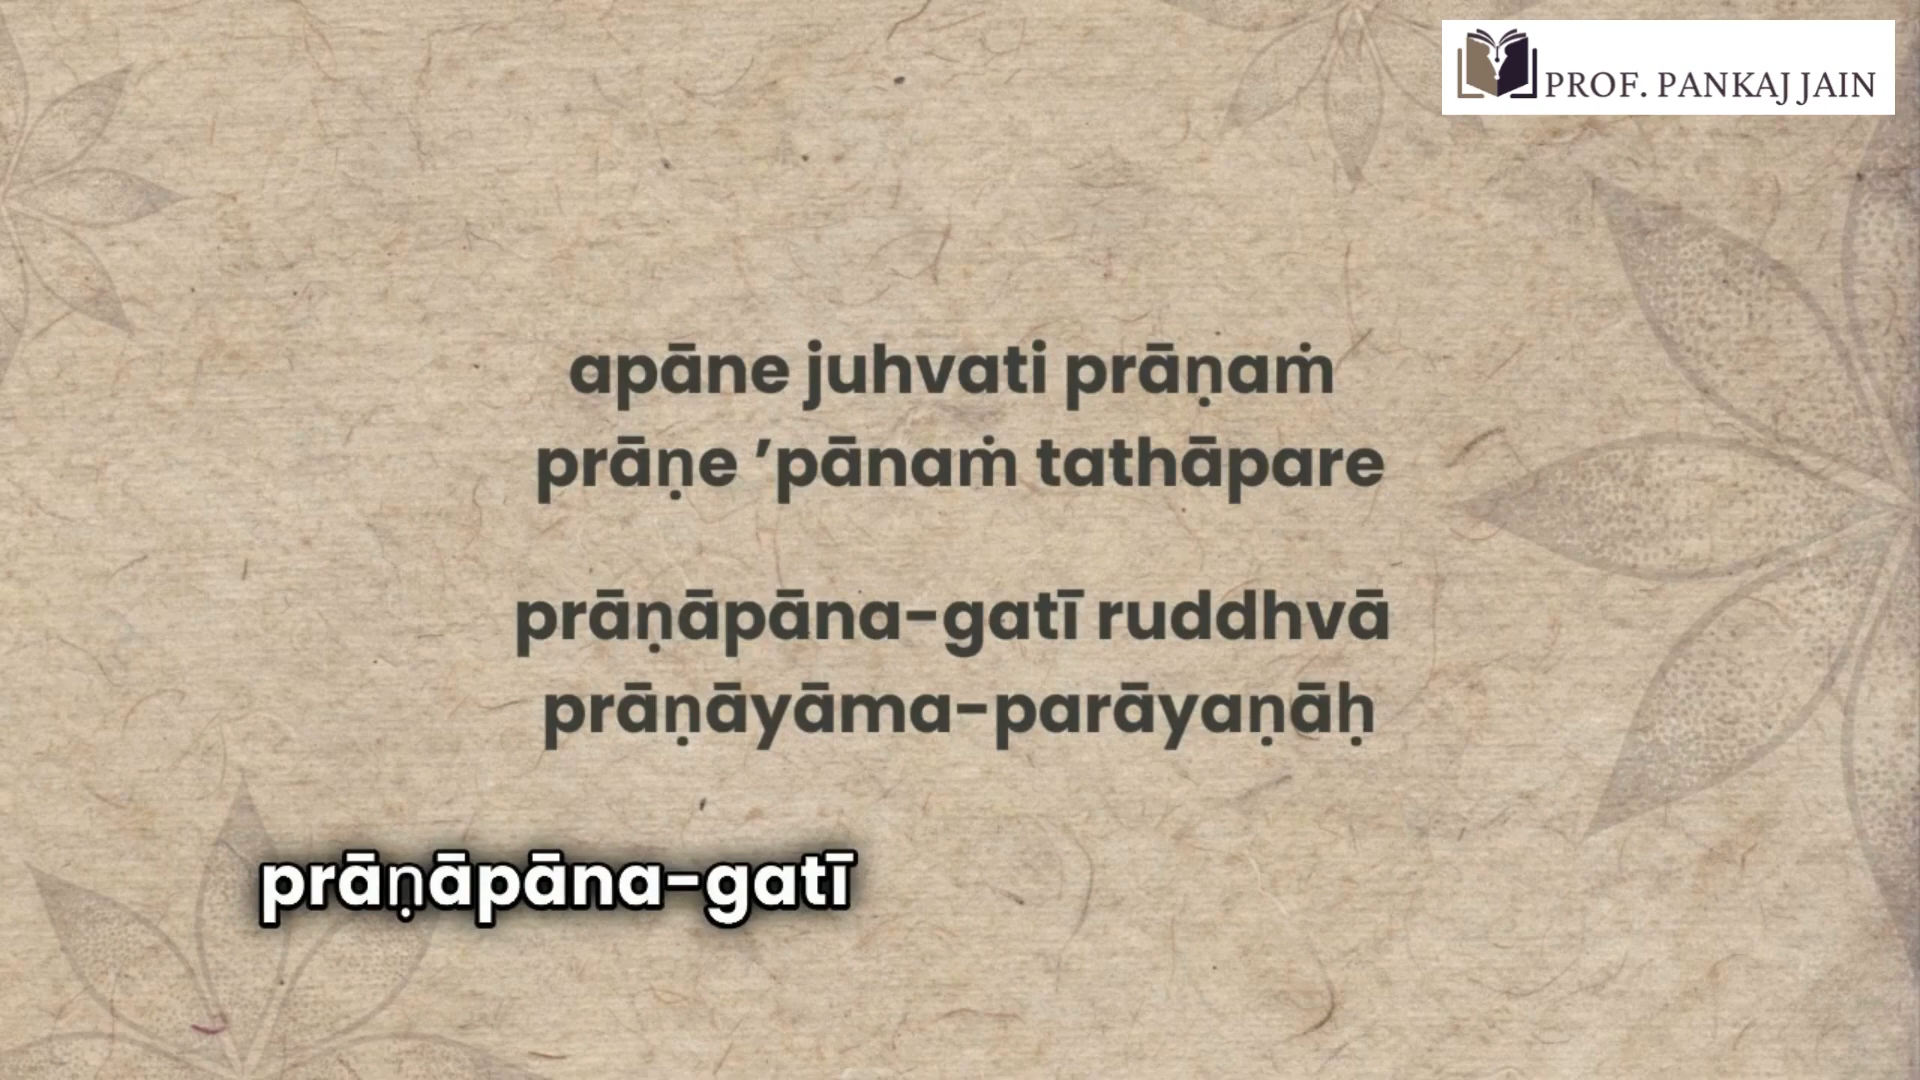 PROF. PANKAJ JAIN
apāne juhvati prāṇaṁ
prāṇe ’pānaṁ tathāpare
prāṇāpāna-gatī ruddhvā
prāṇāyāma-parāyaṇāḥ
prāṇāpāna-gatī